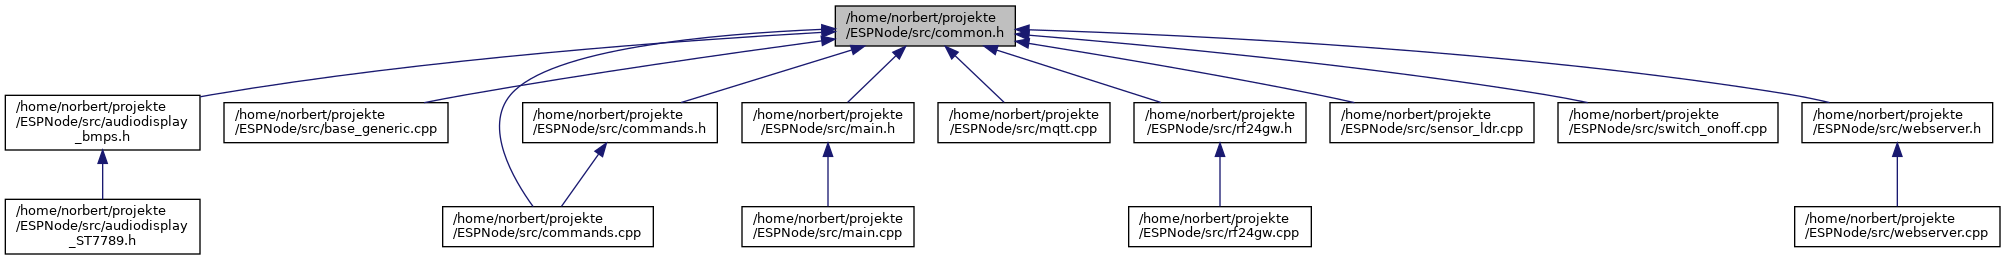 /home/norbert/projekte
/ESPNode/src/common.h
/home/norbert/projekte
/ESPNode/src/audiodisplay
_bmps.h
/home/norbert/projekte
/ESPNode/src/base_generic.cpp
/home/norbert/projekte
/ESPNode/src/commands.h
/home/norbert/projekte
/ESPNode/src/main.h
/home/norbert/projekte
/ESPNode/src/mqtt.cpp
/home/norbert/projekte
/ESPNode/src/rf24gw.h
/home/norbert/projekte
/ESPNode/src/sensor_ldr.cpp
/home/norbert/projekte
/ESPNode/src/switch_onoff.cpp
/home/norbert/projekte
/ESPNode/src/webserver.h
/home/norbert/projekte
/ESPNode/src/audiodisplay
_ST7789.h
/home/norbert/projekte
/ESPNode/src/commands.cpp
/home/norbert/projekte
/ESPNode/src/main.cpp
/home/norbert/projekte
/ESPNode/src/rf24gw.cpp
/home/norbert/projekte
/ESPNode/src/webserver.cpp